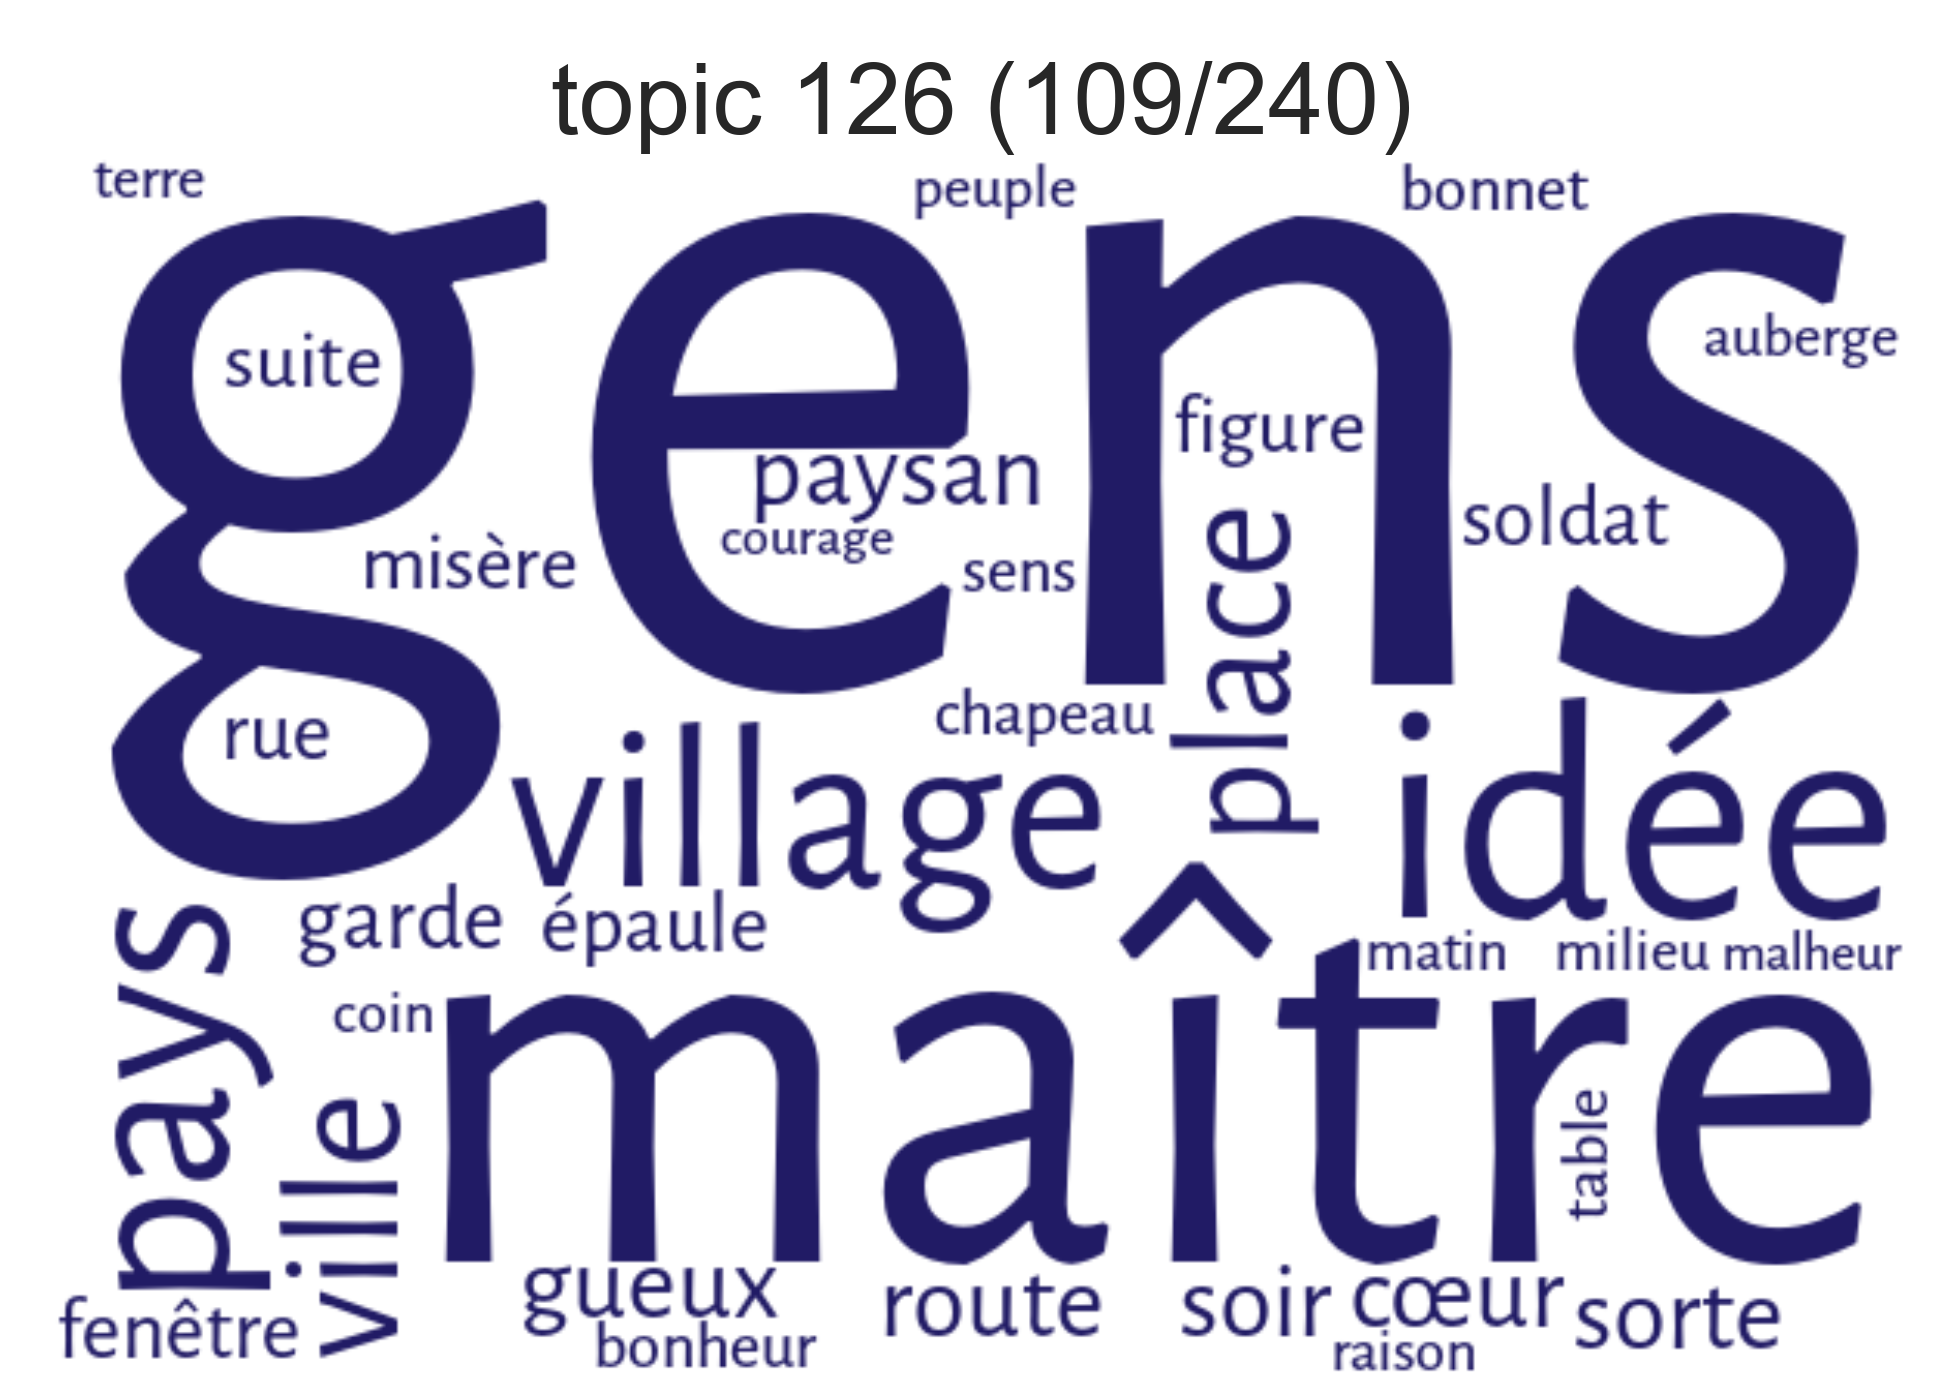 topic 126 (109/240)
terre
peuple
bonnet
gens
suite
auberge
figure
paysan
soldat
courage
misère
sens
place
chapeau
rue
village
idée
garde
épaule
pays
matin
milieu
malheur
coin
maître
ville
table
gueux
route
soir
cœur
sorte
fenêtre
bonheur
raison